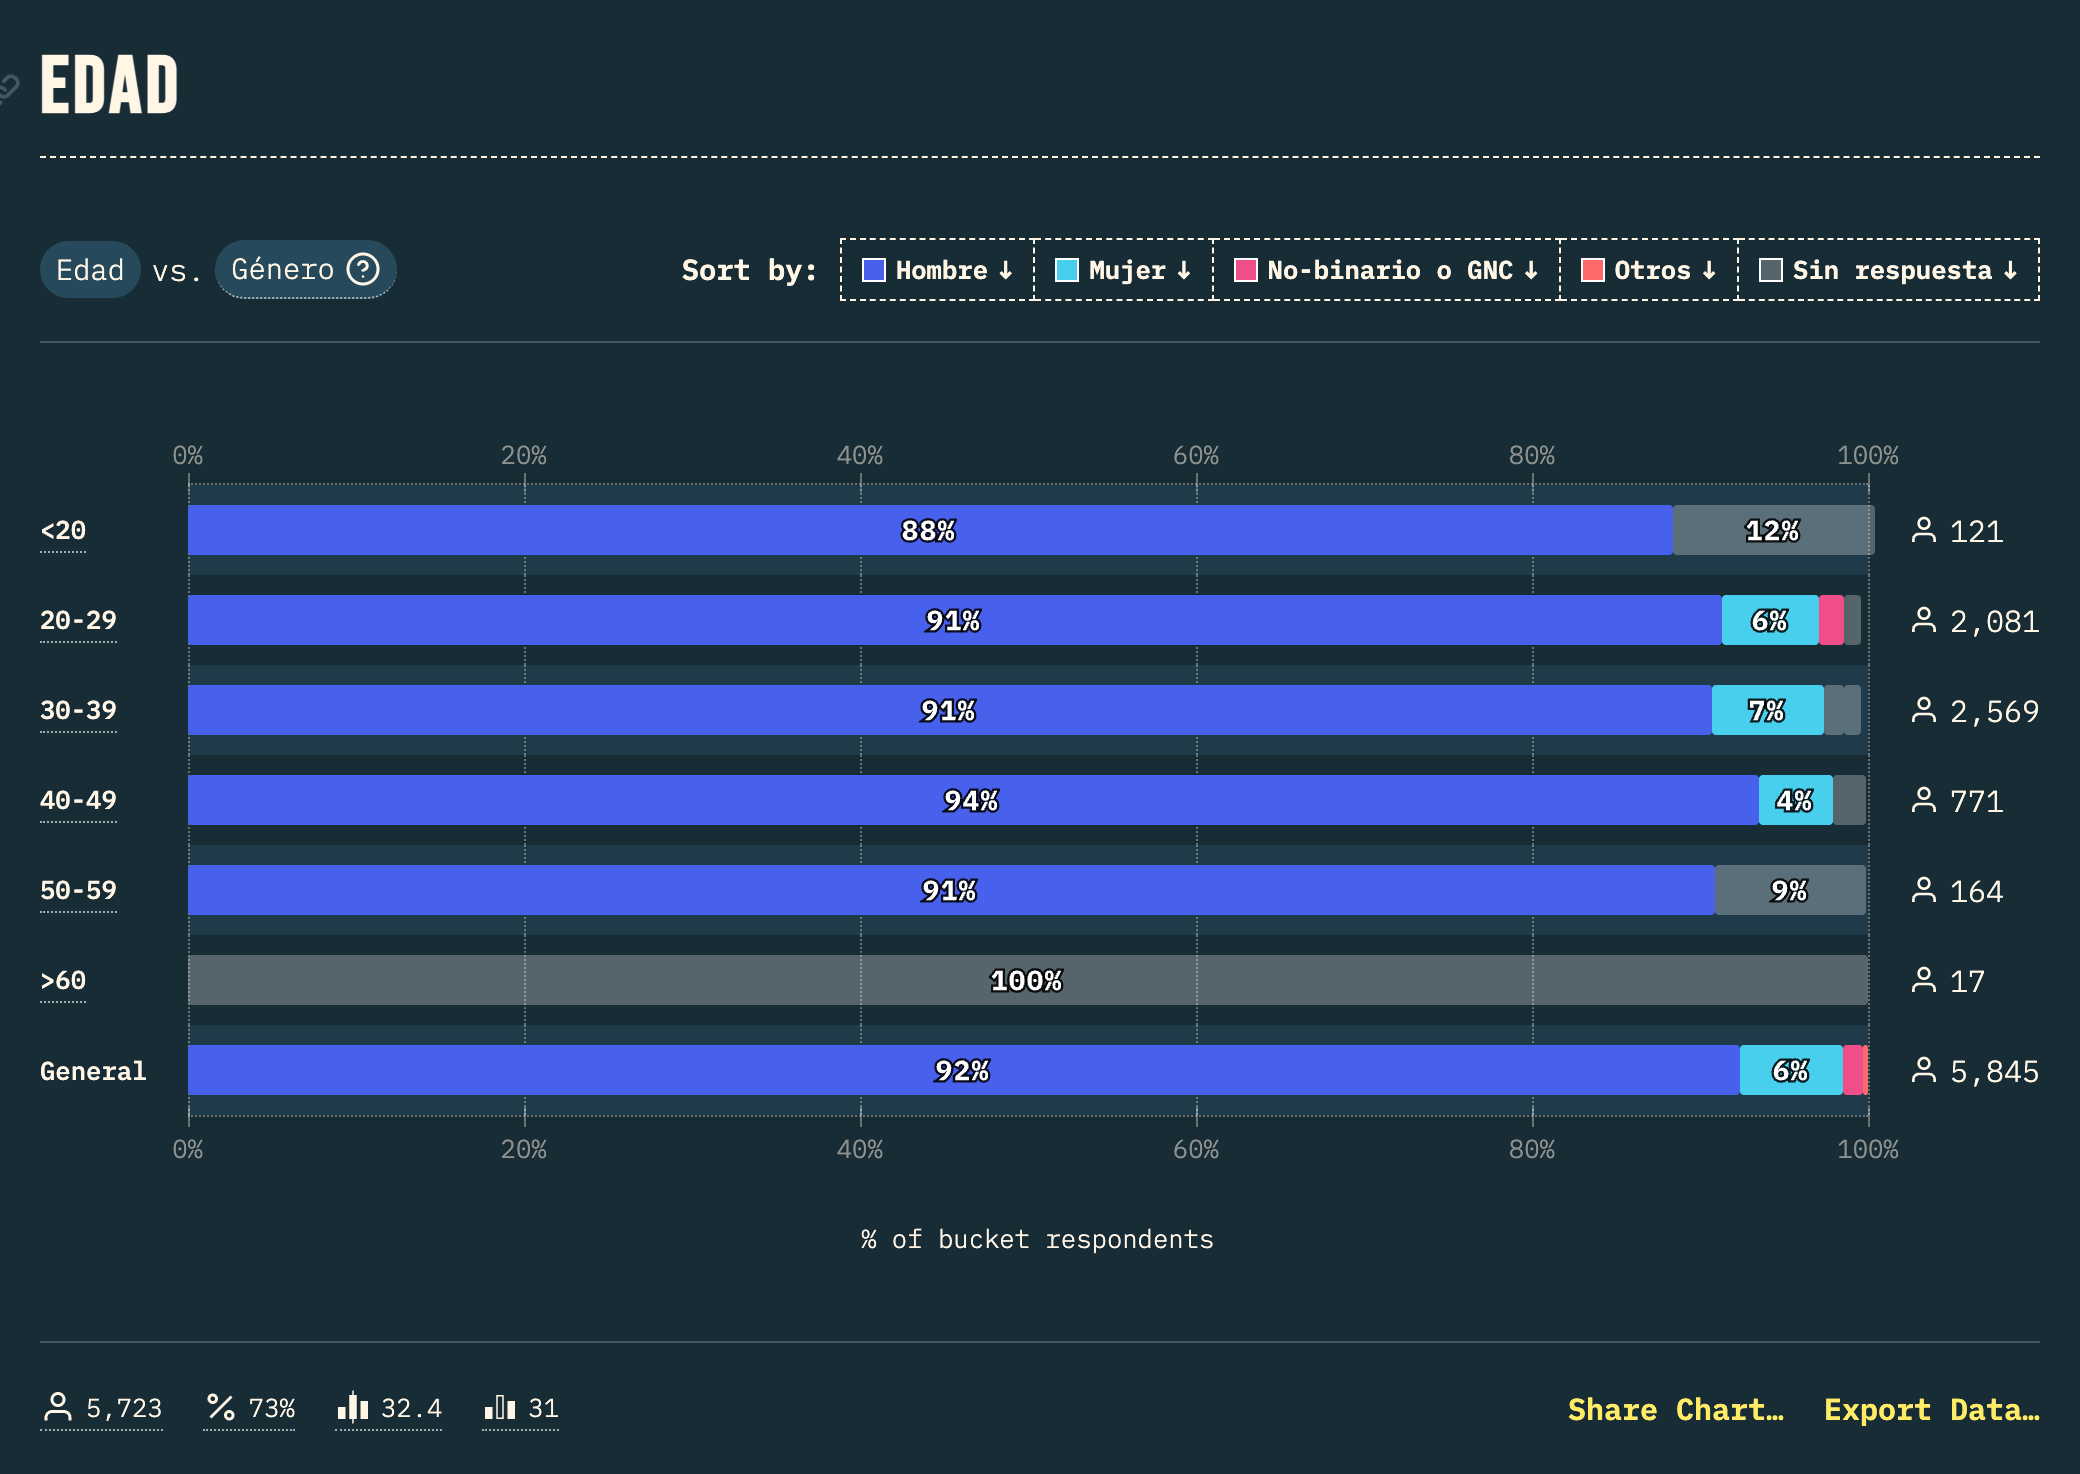 EDAD
Edad vs. Género ?
Sort by: Hombre ↓ Mujer ↓ No-binario o GNC ↓ Otros ↓ Sin respuesta ↓
0% 20% 40% 60% 80% 100%
<20 88% 12% 121
20-29 91% 6% 2,081
30-39 91% 7% 2,569
40-49 94% 4% 771
50-59 91% 9% 164
>60 100% 17
General 92% 6% 5,845
0% 20% 40% 60% 80% 100%
% of bucket respondents
5,723 % 73% 32.4 31 Share Chart… Export Data…